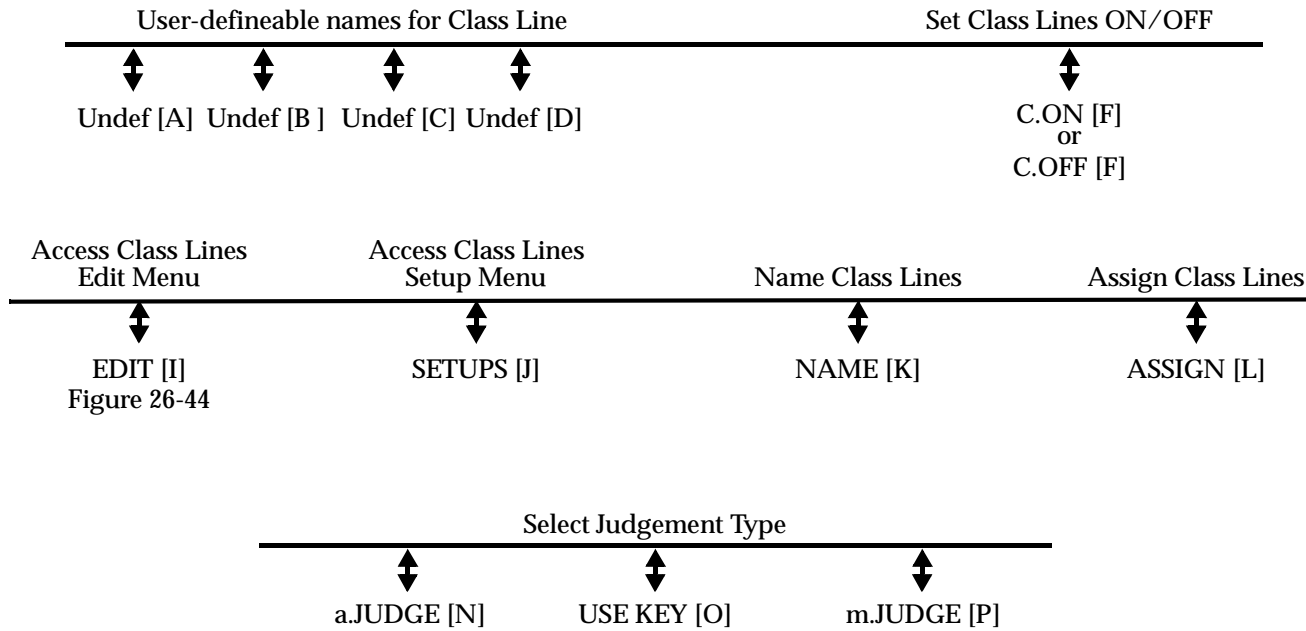 User-defineable names for Class Line Set Class Lines ON/OFF
Undef [A] Undef [B ] Undef [C] Undef [D] C.ON [F]
or
C.OFF [F]
Access Class Lines Access Class Lines
Edit Menu Setup Menu Name Class Lines Assign Class Lines
EDIT [I] SETUPS [J] NAME [K] ASSIGN [L]
Figure 26-44
Select Judgement Type
a.JUDGE [N] USE KEY [O] m.JUDGE [P]